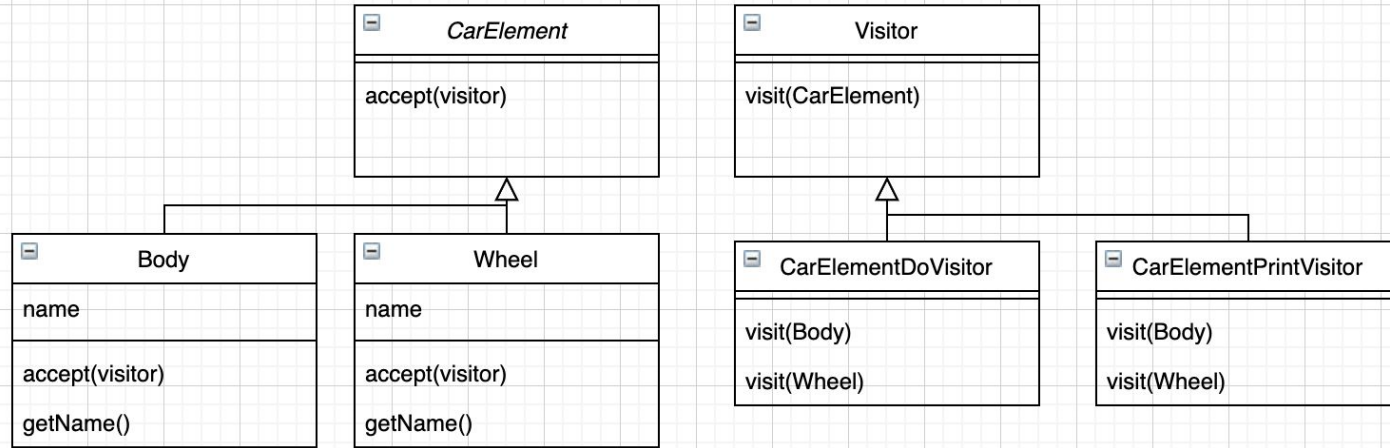 CarElement
accept(visitor)
Visitor
visit(CarElement)
Body
name
accept(visitor)
getName()
Wheel
name
accept(visitor)
getName()
CarElementDoVisitor
visit(Body)
visit(Wheel)
CarElementPrintVisitor
visit(Body)
visit(Wheel)